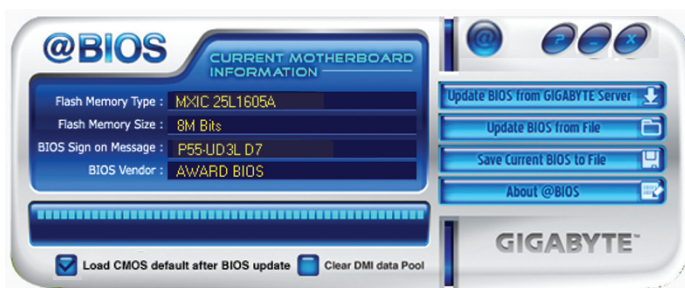 @BIOS
CURRENT MOTHERBOARD
INFORMATION
Flash Memory Type : MXIC 25L1605A
Flash Memory Size : 8M Bits
BIOS Sign on Message : P55-UD3L D7
BIOS Vendor : AWARD BIOS
Load CMOS default after BIOS update
Clear DMI data Pool
@
?
_
x
Update BIOS from GIGABYTE Server
Update BIOS from File
Save Current BIOS to File
About @BIOS
GIGABYTE™